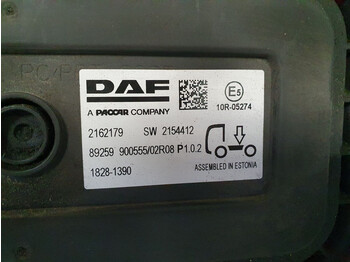 DAF
A PACCAR COMPANY
E5
10R-05274
2162179 SW 2154412
89259 900555/02R08 P1.0.2
1828-1390
ASSEMBLED IN ESTONIA